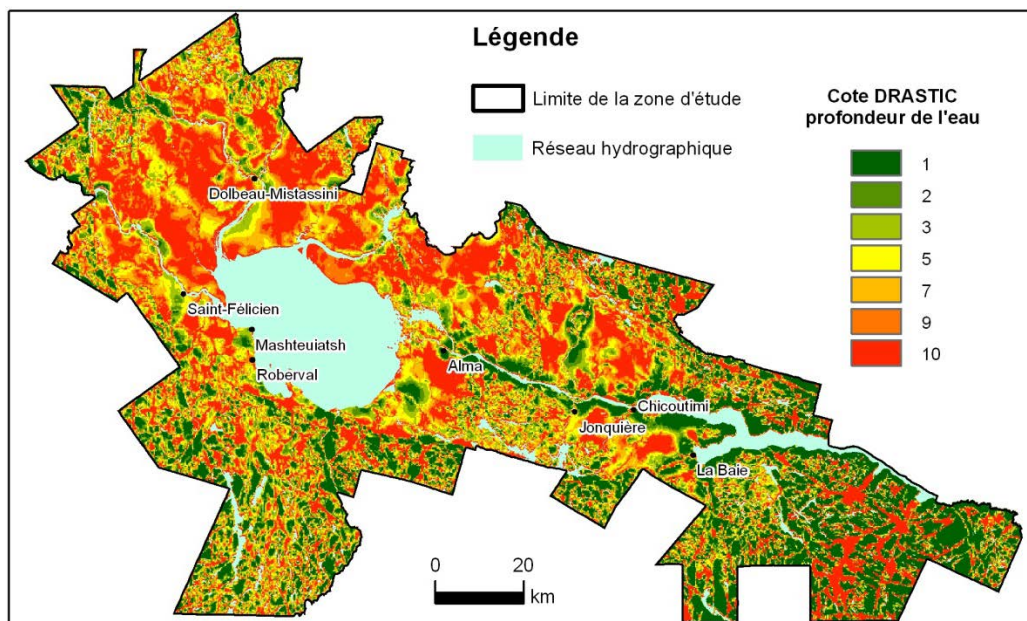 Légende
Limite de la zone d'étude
Réseau hydrographique
Cote DRASTIC
profondeur de l'eau
1
2
3
5
7
9
10
Dolbeau-Mistassini
Saint-Félicien
Mashteuiatsh
Roberval
Alma
Chicoutimi
Jonquière
La Baie
0 20
km